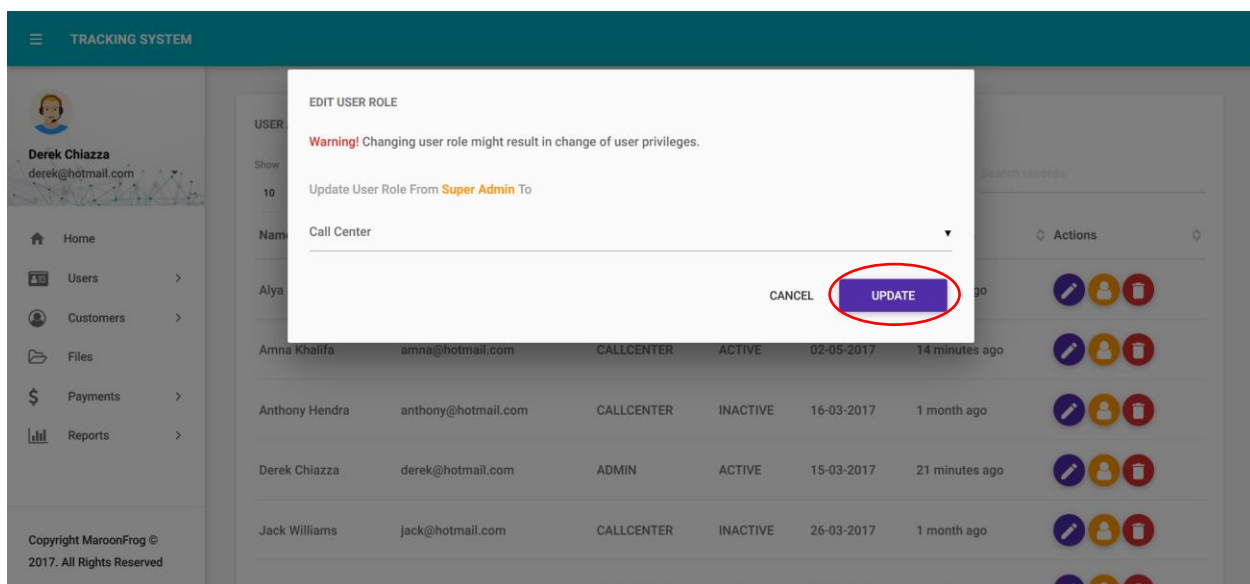 TRACKING SYSTEM
Derek Chiazza
derek@hotmail.com
Home
Users
Customers
Files
Payments
Reports
Copyright MaroonFrog ©
2017. All Rights Reserved
EDIT USER ROLE
Warning! Changing user role might result in change of user privileges.
Update User Role From Super Admin To
Call Center
CANCEL UPDATE
USER
Show
10
Search records
Name Actions
Alya go
Amna Khalifa amna@hotmail.com CALLCENTER ACTIVE 02-05-2017 14 minutes ago
Anthony Hendra anthony@hotmail.com CALLCENTER INACTIVE 16-03-2017 1 month ago
Derek Chiazza derek@hotmail.com ADMIN ACTIVE 15-03-2017 21 minutes ago
Jack Williams jack@hotmail.com CALLCENTER INACTIVE 26-03-2017 1 month ago